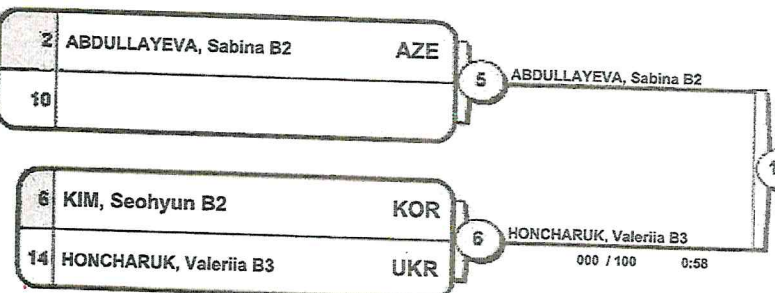 2 ABDULLAYEVA, Sabina B2 AZE
10
5 ABDULLAYEVA, Sabina B2
6 KIM, Seohyun B2 KOR
14 HONCHARUK, Valeriia B3 UKR
6 HONCHARUK, Valeriia B3
000 / 100 0:58